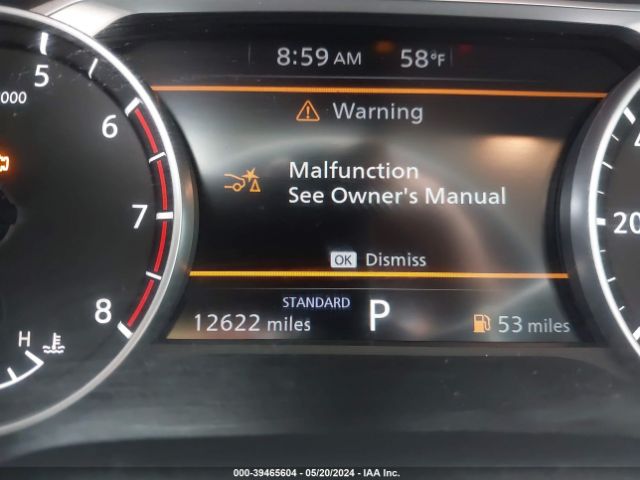 8:59 AM 58°F
5
000
Warning
6
Malfunction
See Owner's Manual
7
20
OK Dismiss
STANDARD
8
12622 miles P 53 miles
H
000-39465604 - 05/20/2024 - IAA Inc.